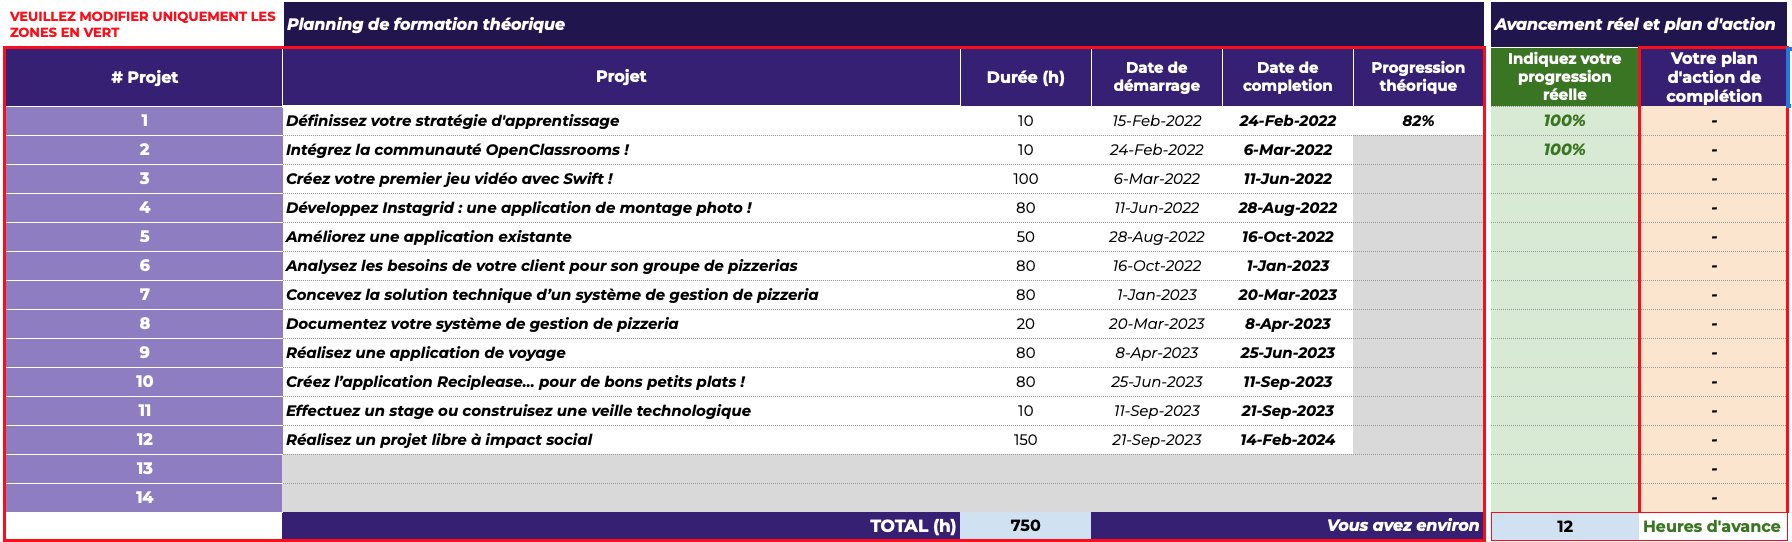 VEUILLEZ MODIFIER UNIQUEMENT LES
ZONES EN VERT
Planning de formation théorique
Avancement réel et plan d'action
# Projet
Projet
Durée (h)
Date de
démarrage
Date de
completion
Progression
théorique
Indiquez votre
progression
réelle
Votre plan
d'action de
complétion
1 Définissez votre stratégie d'apprentissage 10 15-Feb-2022 24-Feb-2022 82% 100% -
2 Intégrez la communauté OpenClassrooms ! 10 24-Feb-2022 6-Mar-2022 100% -
3 Créez votre premier jeu vidéo avec Swift ! 100 6-Mar-2022 11-Jun-2022 -
4 Développez Instagrid : une application de montage photo ! 80 11-Jun-2022 28-Aug-2022 -
5 Améliorez une application existante 50 28-Aug-2022 16-Oct-2022 -
6 Analysez les besoins de votre client pour son groupe de pizzerias 80 16-Oct-2022 1-Jan-2023 -
7 Concevez la solution technique d’un système de gestion de pizzeria 80 1-Jan-2023 20-Mar-2023 -
8 Documentez votre système de gestion de pizzeria 20 20-Mar-2023 8-Apr-2023 -
9 Réalisez une application de voyage 80 8-Apr-2023 25-Jun-2023 -
10 Créez l’application Reciplease... pour de bons petits plats ! 80 25-Jun-2023 11-Sep-2023 -
11 Effectuez un stage ou construisez une veille technologique 10 11-Sep-2023 21-Sep-2023 -
12 Réalisez un projet libre à impact social 150 21-Sep-2023 14-Feb-2024 -
13 -
14 -
TOTAL (h) 750 Vous avez environ 12 Heures d'avance